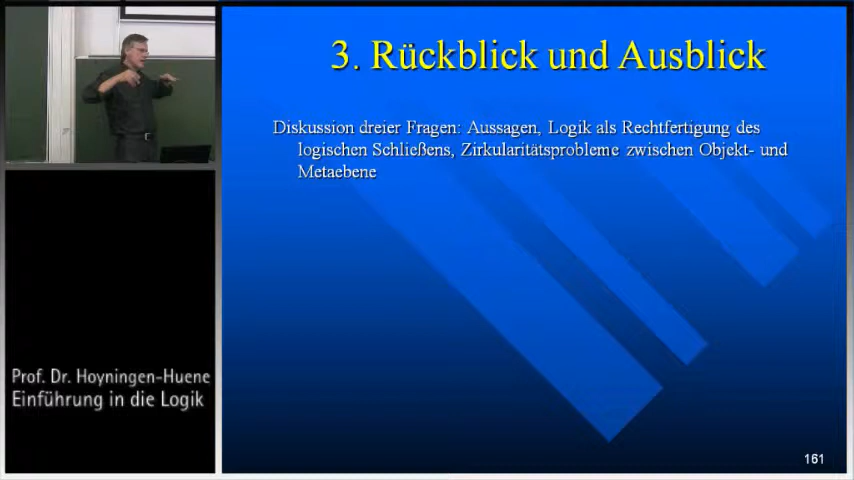 3. Rückblick und Ausblick
Diskussion dreier Fragen: Aussagen, Logik als Rechtfertigung des
logischen Schließens, Zirkularitätsprobleme zwischen Objekt- und
Metaebene
Prof. Dr. Hoyningen-Huene
Einführung in die Logik
161